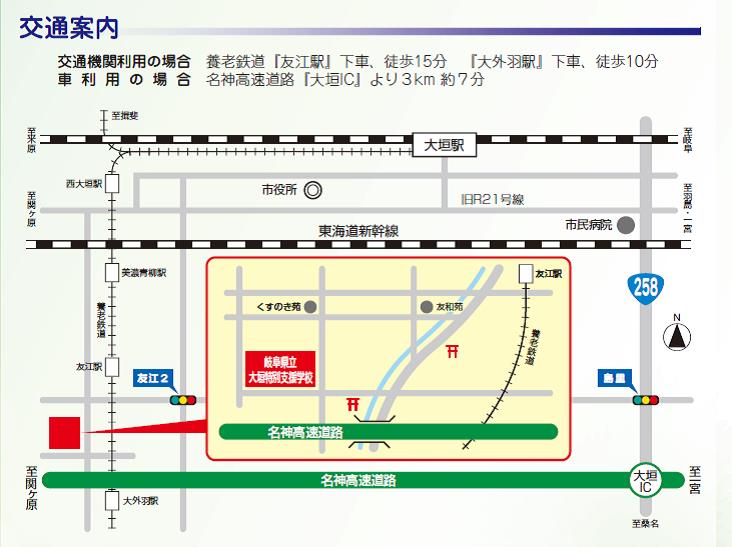 交通案内
交通機関利用の場合　養老鉄道『友江駅』下車、徒歩15分　『大外羽駅』下車、徒歩10分
車利用の場合　名神高速道路『大垣IC』より３km 約７分
至揖斐
至米原
大垣駅
至岐阜
西大垣駅
市役所
旧R21号線
至関ヶ原
至羽島・一宮
市民病院
東海道新幹線
美濃青柳駅
友江駅
258
くすのき苑
友和苑
養老鉄道
養老鉄道
N
岐阜県立
大垣特別支援学校
友江駅
友江２
島里
名神高速道路
至関ヶ原
名神高速道路
大垣
IC
至一宮
大外羽駅
至桑名